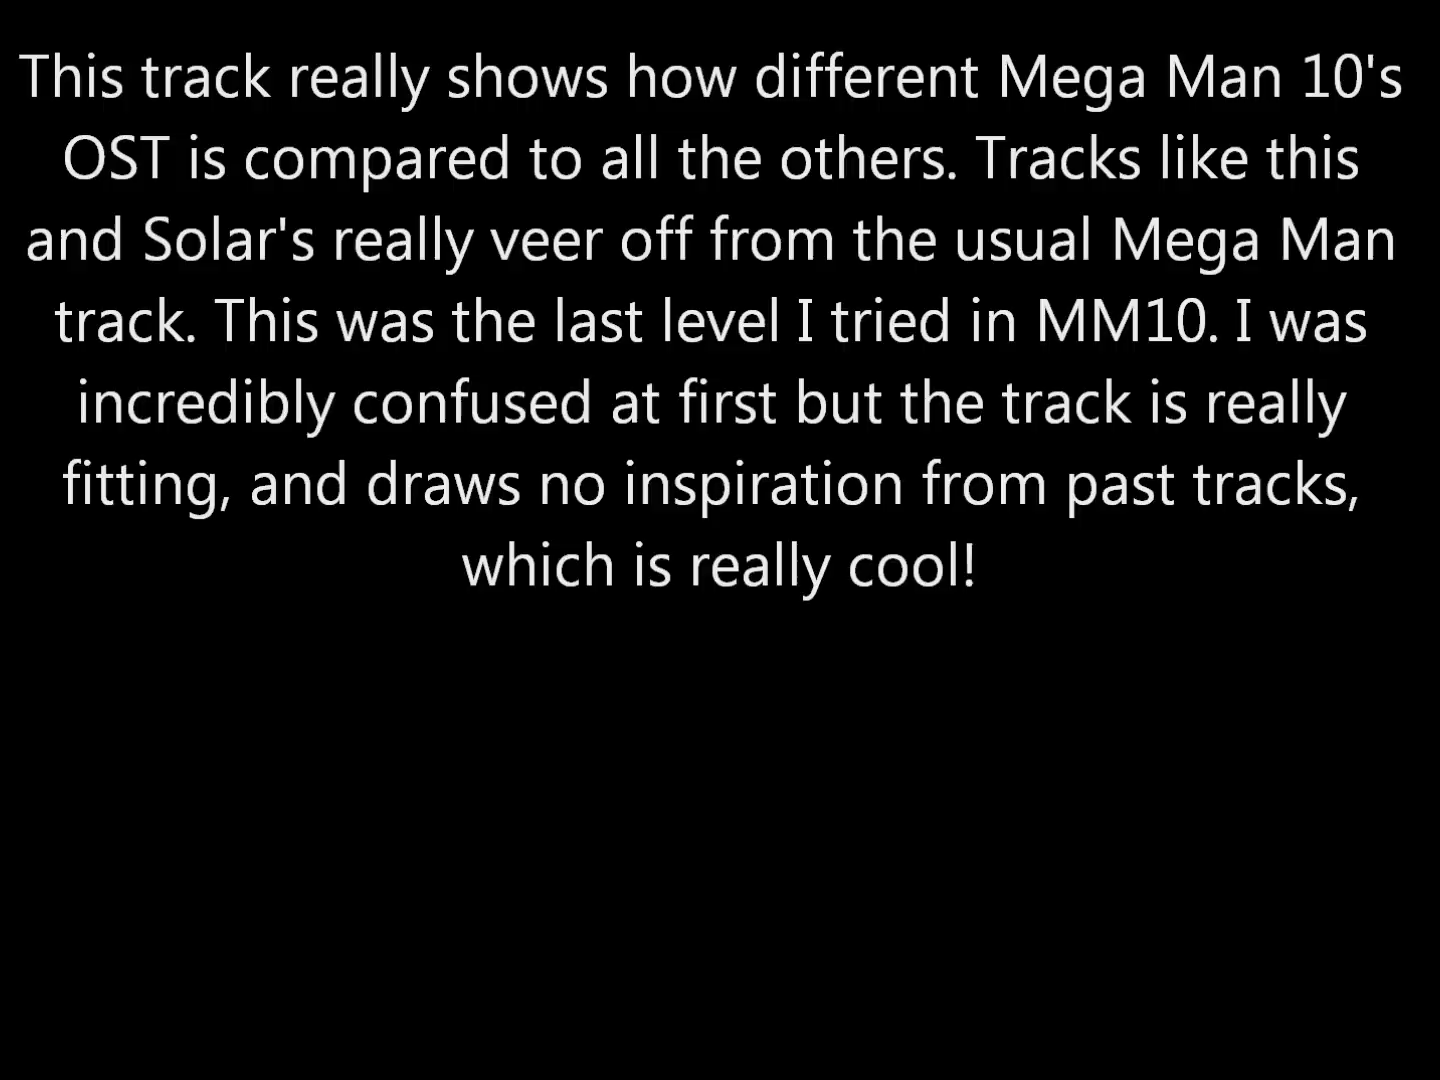 This track really shows how different Mega Man 10's
OST is compared to all the others. Tracks like this
and Solar's really veer off from the usual Mega Man
track. This was the last level I tried in MM10. I was
incredibly confused at first but the track is really
fitting, and draws no inspiration from past tracks,
which is really cool!